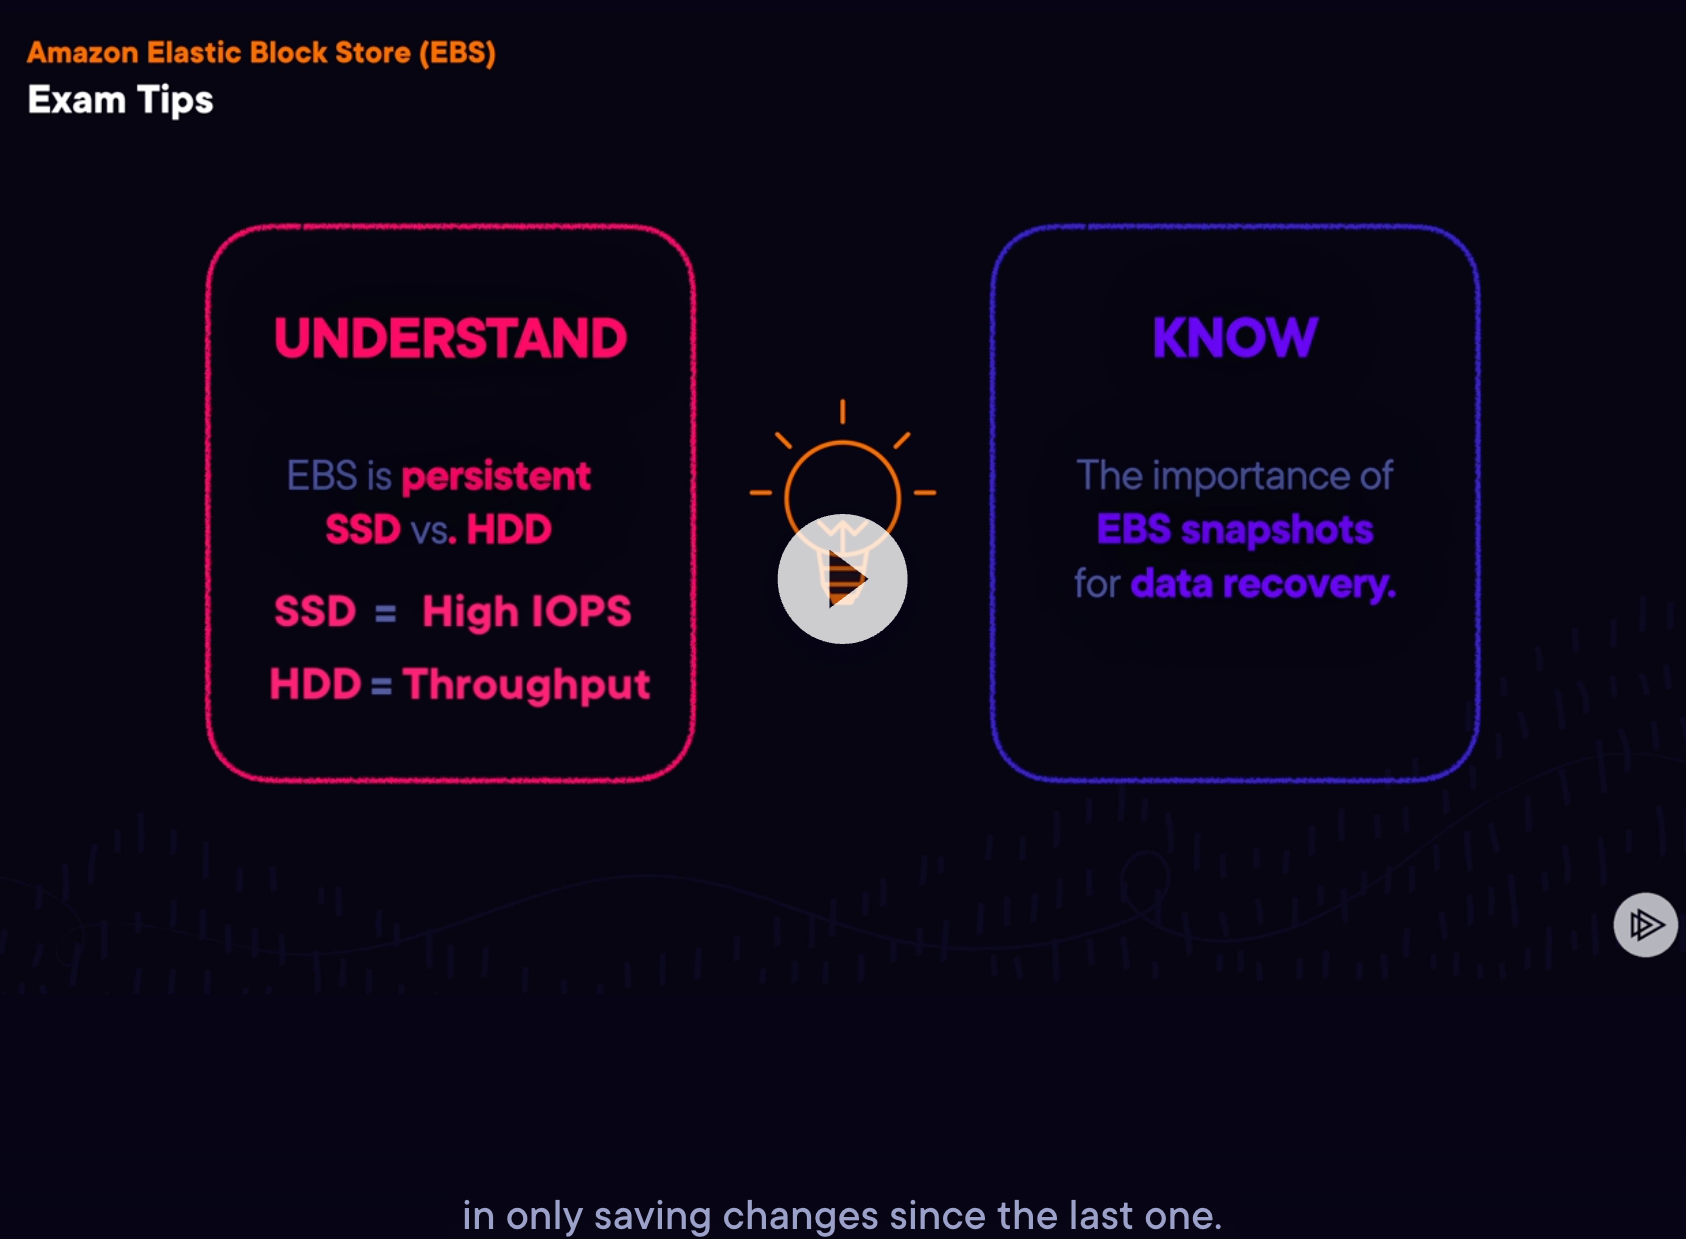 Amazon Elastic Block Store (EBS)
Exam Tips
UNDERSTAND
EBS is persistent
SSD vs. HDD
SSD = High IOPS
HDD = Throughput
KNOW
The importance of
EBS snapshots
for data recovery.
in only saving changes since the last one.